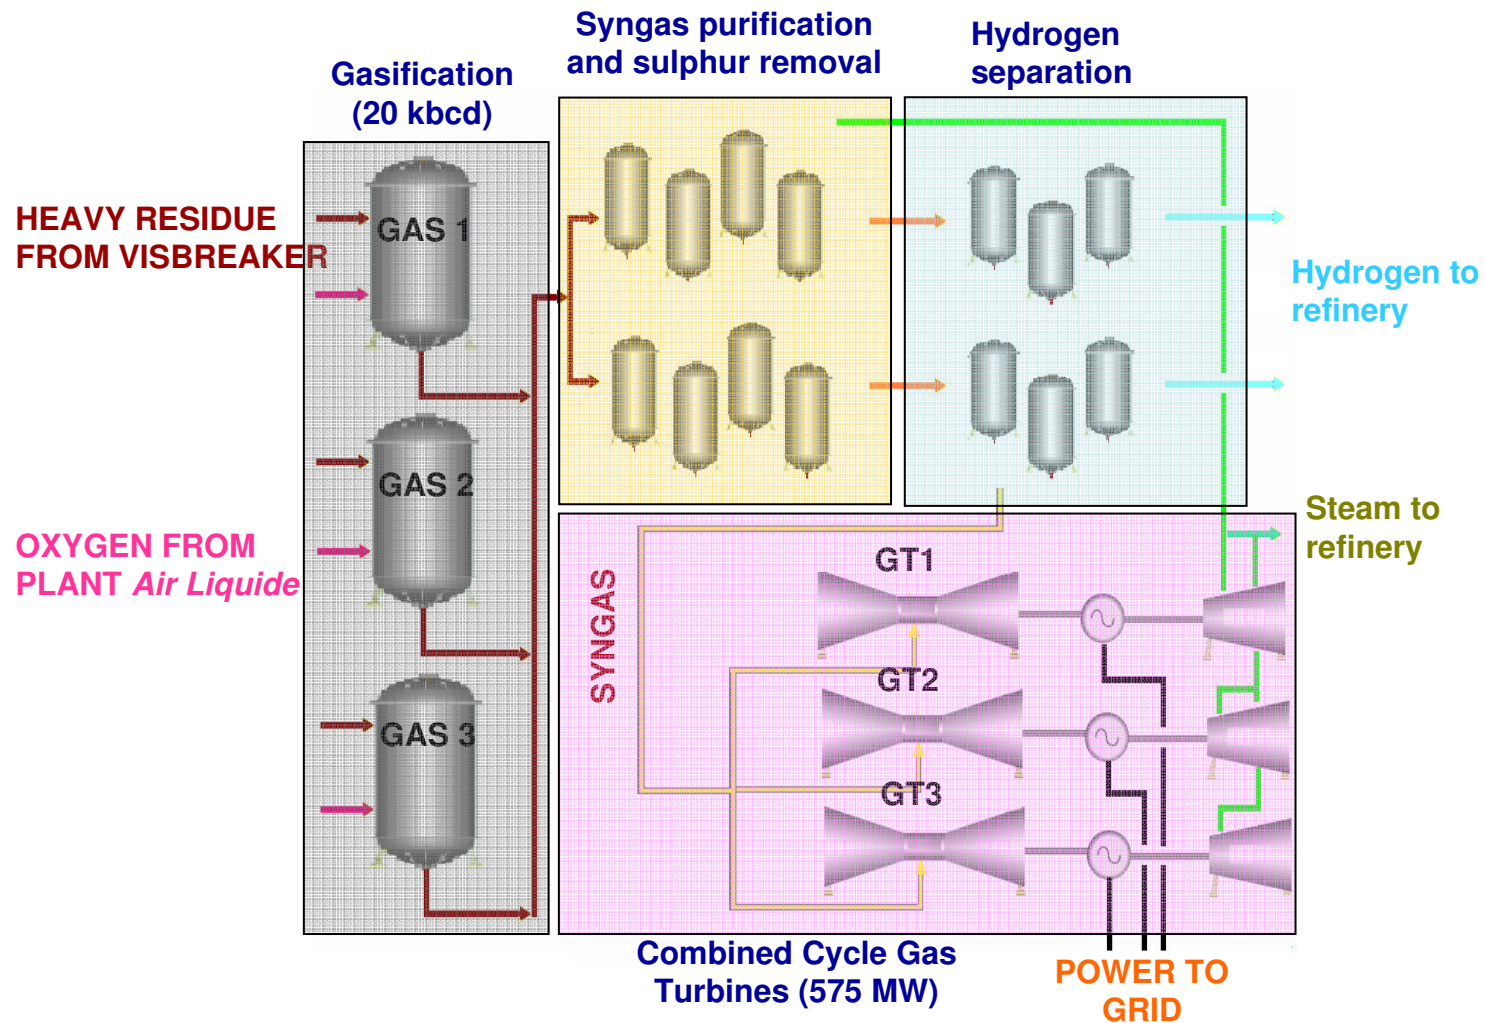 Syngas purification
and sulphur removal
Hydrogen
separation
Gasification
(20 kbcd)
HEAVY RESIDUE
FROM VISBREAKER
GAS 1
Hydrogen to
refinery
GAS 2
Steam to
refinery
OXYGEN FROM
PLANT Air Liquide
GT1
SYNGAS
GT2
GAS 3
GT3
Combined Cycle Gas
Turbines (575 MW)
POWER TO
GRID